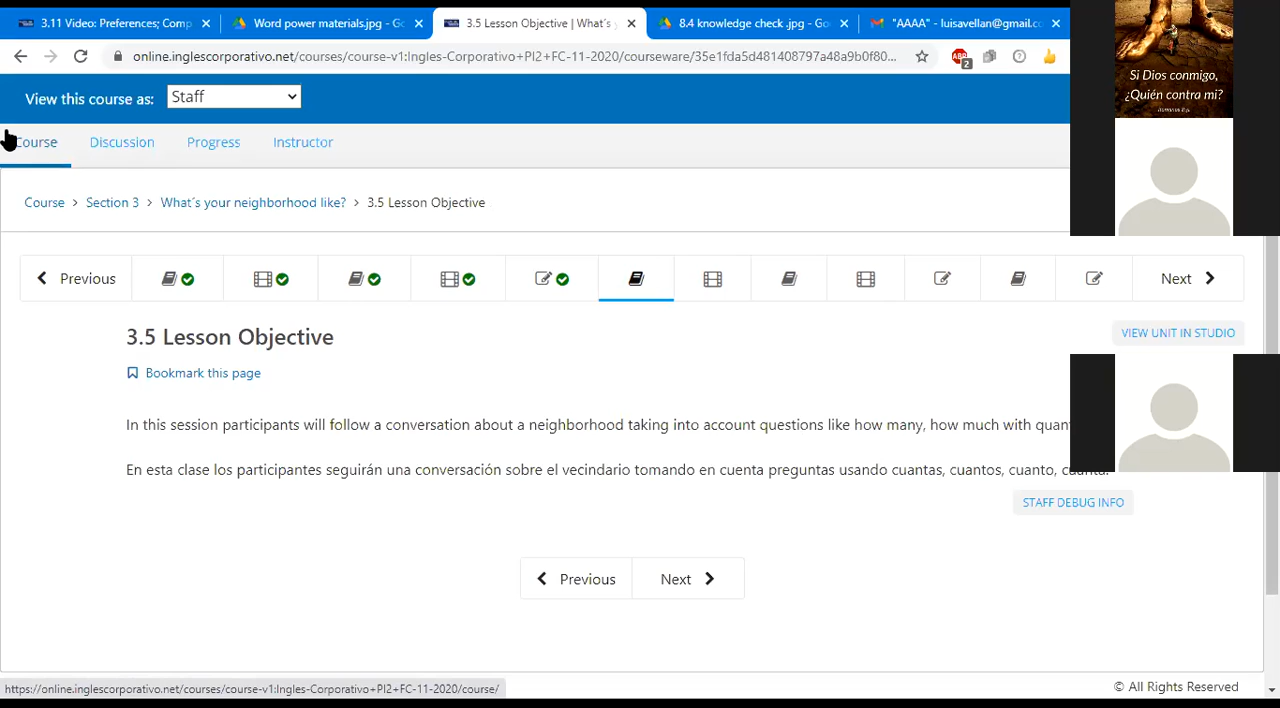 3.11 Video: Preferences; Comp
Word power materials.jpg - Go
3.5 Lesson Objective | What's y
8.4 knowledge check .jpg - Goo
"AAAA" - luisavellan@gmail.co
online.inglescorporativo.net/courses/course-v1:Ingles-Corporativo+PI2+FC-11-2020/courseware/35e1fda5d481408797a48a9b0f80...
2
Si Dios conmigo,
¿Quién contra mi?
View this course as:
Staff
Course
Discussion
Progress
Instructor
Course > Section 3 > What´s your neighborhood like? > 3.5 Lesson Objective
Previous
Next
3.5 Lesson Objective
VIEW UNIT IN STUDIO
Bookmark this page
In this session participants will follow a conversation about a neighborhood taking into account questions like how many, how much with quant
En esta clase los participantes seguirán una conversación sobre el vecindario tomando en cuenta preguntas usando cuantas, cuantos, cuanto, cuanta.
STAFF DEBUG INFO
Previous
Next
https://online.inglescorporativo.net/courses/course-v1:Ingles-Corporativo+PI2+FC-11-2020/course/
© All Rights Reserved